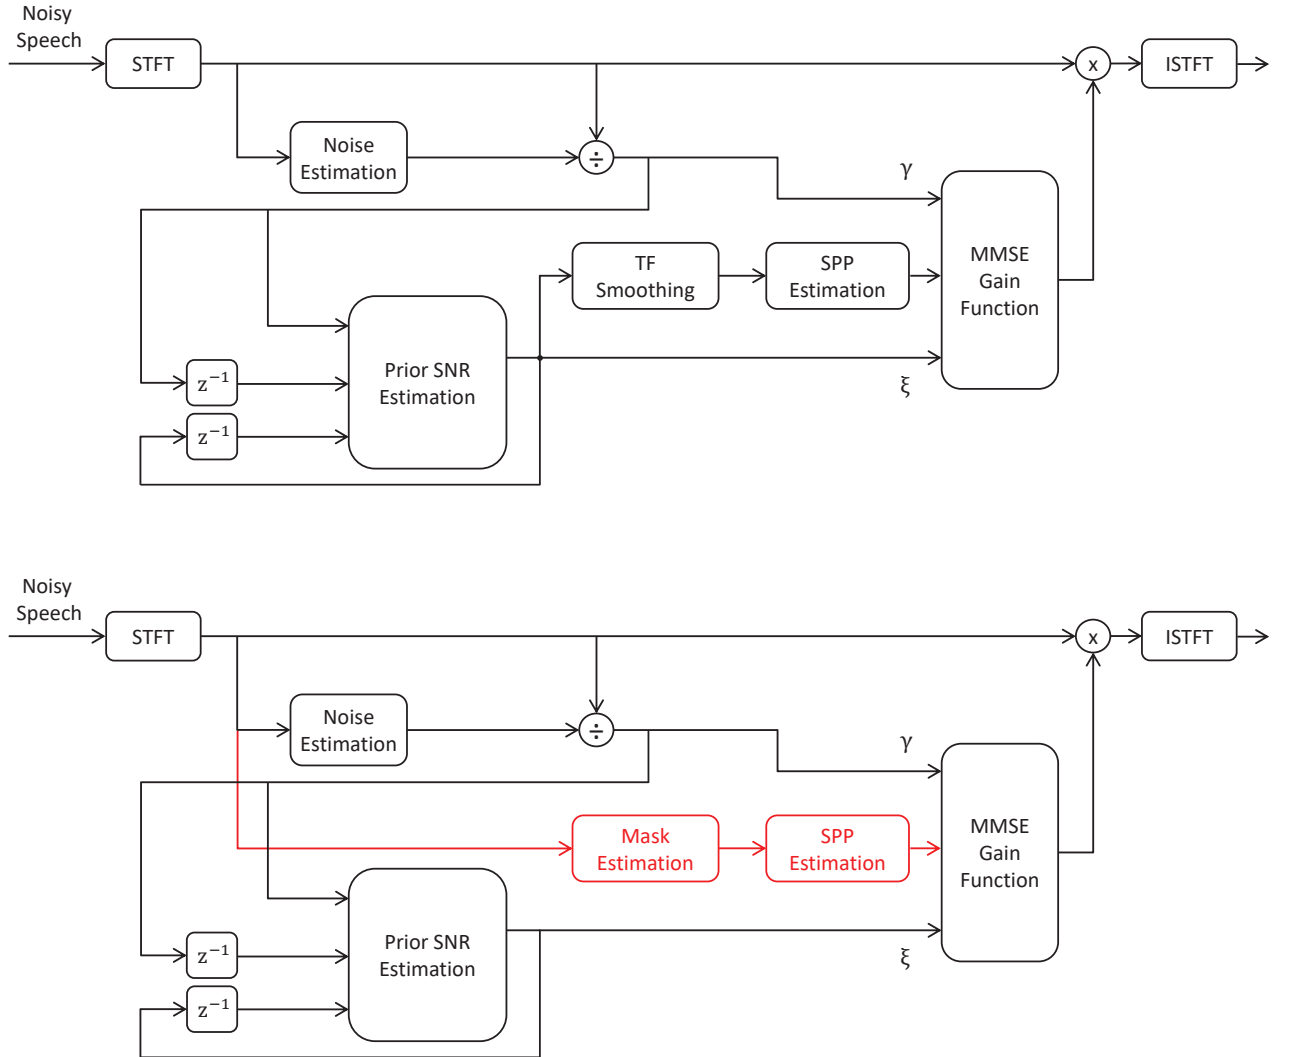 Noisy
Speech
STFT
x
ISTFT
Noise
Estimation
÷
γ
TF
Smoothing
SPP
Estimation
MMSE
Gain
Function
Prior SNR
Estimation
z⁻¹
z⁻¹
ξ
Noisy
Speech
STFT
x
ISTFT
Noise
Estimation
÷
γ
Mask
Estimation
SPP
Estimation
MMSE
Gain
Function
Prior SNR
Estimation
z⁻¹
z⁻¹
ξ